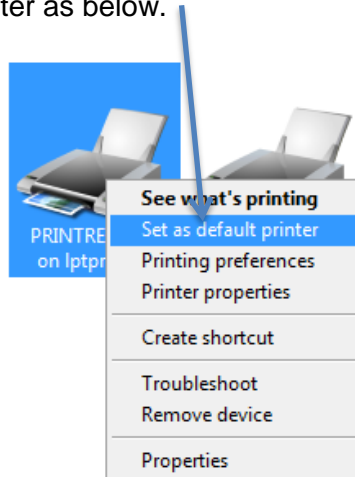 ter as below.
See what's printing
PRINTRE
Set as default printer
on lptpr
Printing preferences
Printer properties
Create shortcut
Troubleshoot
Remove device
Properties